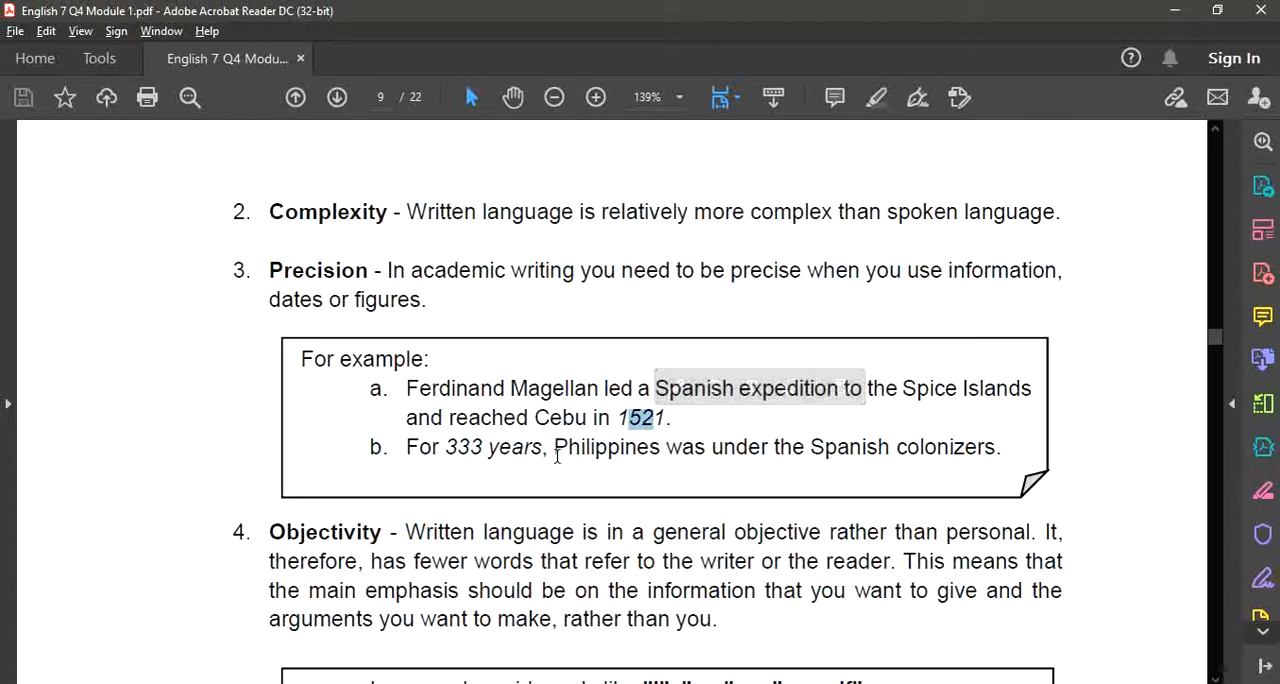 English 7 Q4 Module 1.pdf - Adobe Acrobat Reader DC (32-bit)
File Edit View Sign Window Help
Home Tools English 7 Q4 Modu... × Sign In
9 / 22 139%
2. Complexity - Written language is relatively more complex than spoken language.
3. Precision - In academic writing you need to be precise when you use information,
dates or figures.
For example:
a. Ferdinand Magellan led a Spanish expedition to the Spice Islands
and reached Cebu in 1521.
b. For 333 years, Philippines was under the Spanish colonizers.
4. Objectivity - Written language is in a general objective rather than personal. It,
therefore, has fewer words that refer to the writer or the reader. This means that
the main emphasis should be on the information that you want to give and the
arguments you want to make, rather than you.